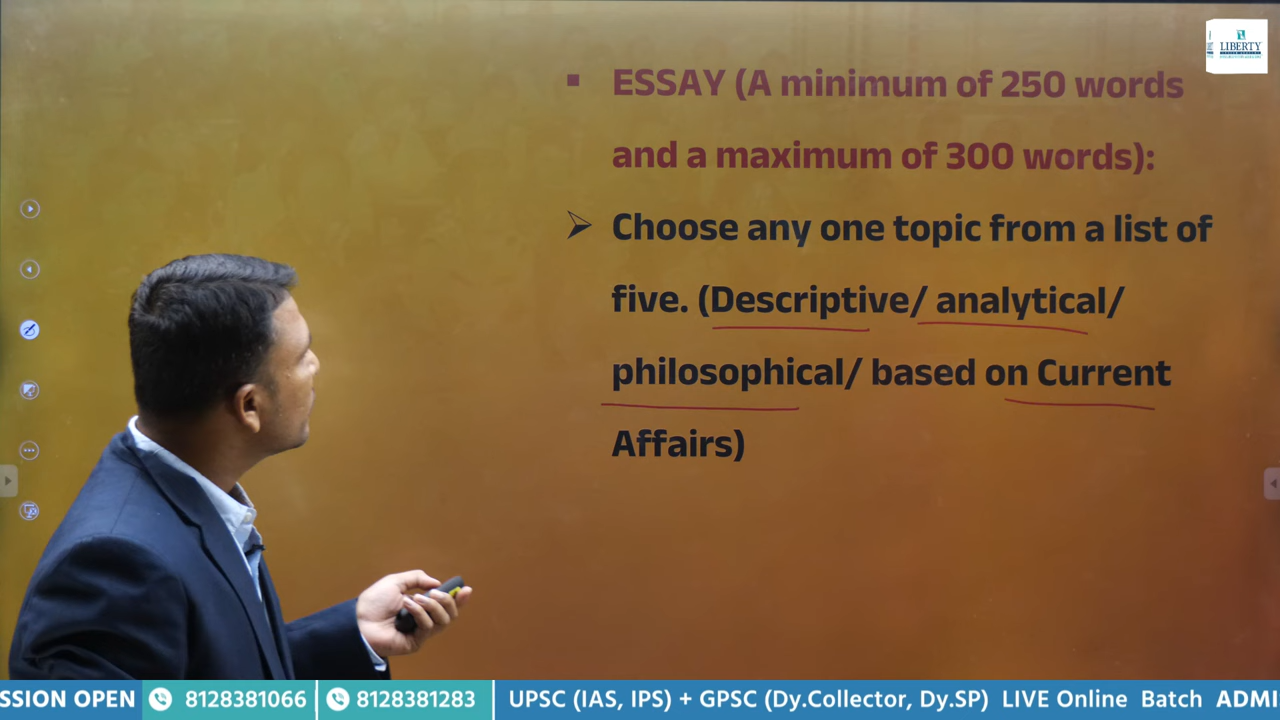 LIBERTY
▪ ESSAY (A minimum of 250 words
and a maximum of 300 words):
➢ Choose any one topic from a list of
five. (Descriptive/ analytical/
philosophical/ based on Current
Affairs)
SSION OPEN 8128381066 8128381283 UPSC (IAS, IPS) + GPSC (Dy.Collector, Dy.SP) LIVE Online Batch ADMI